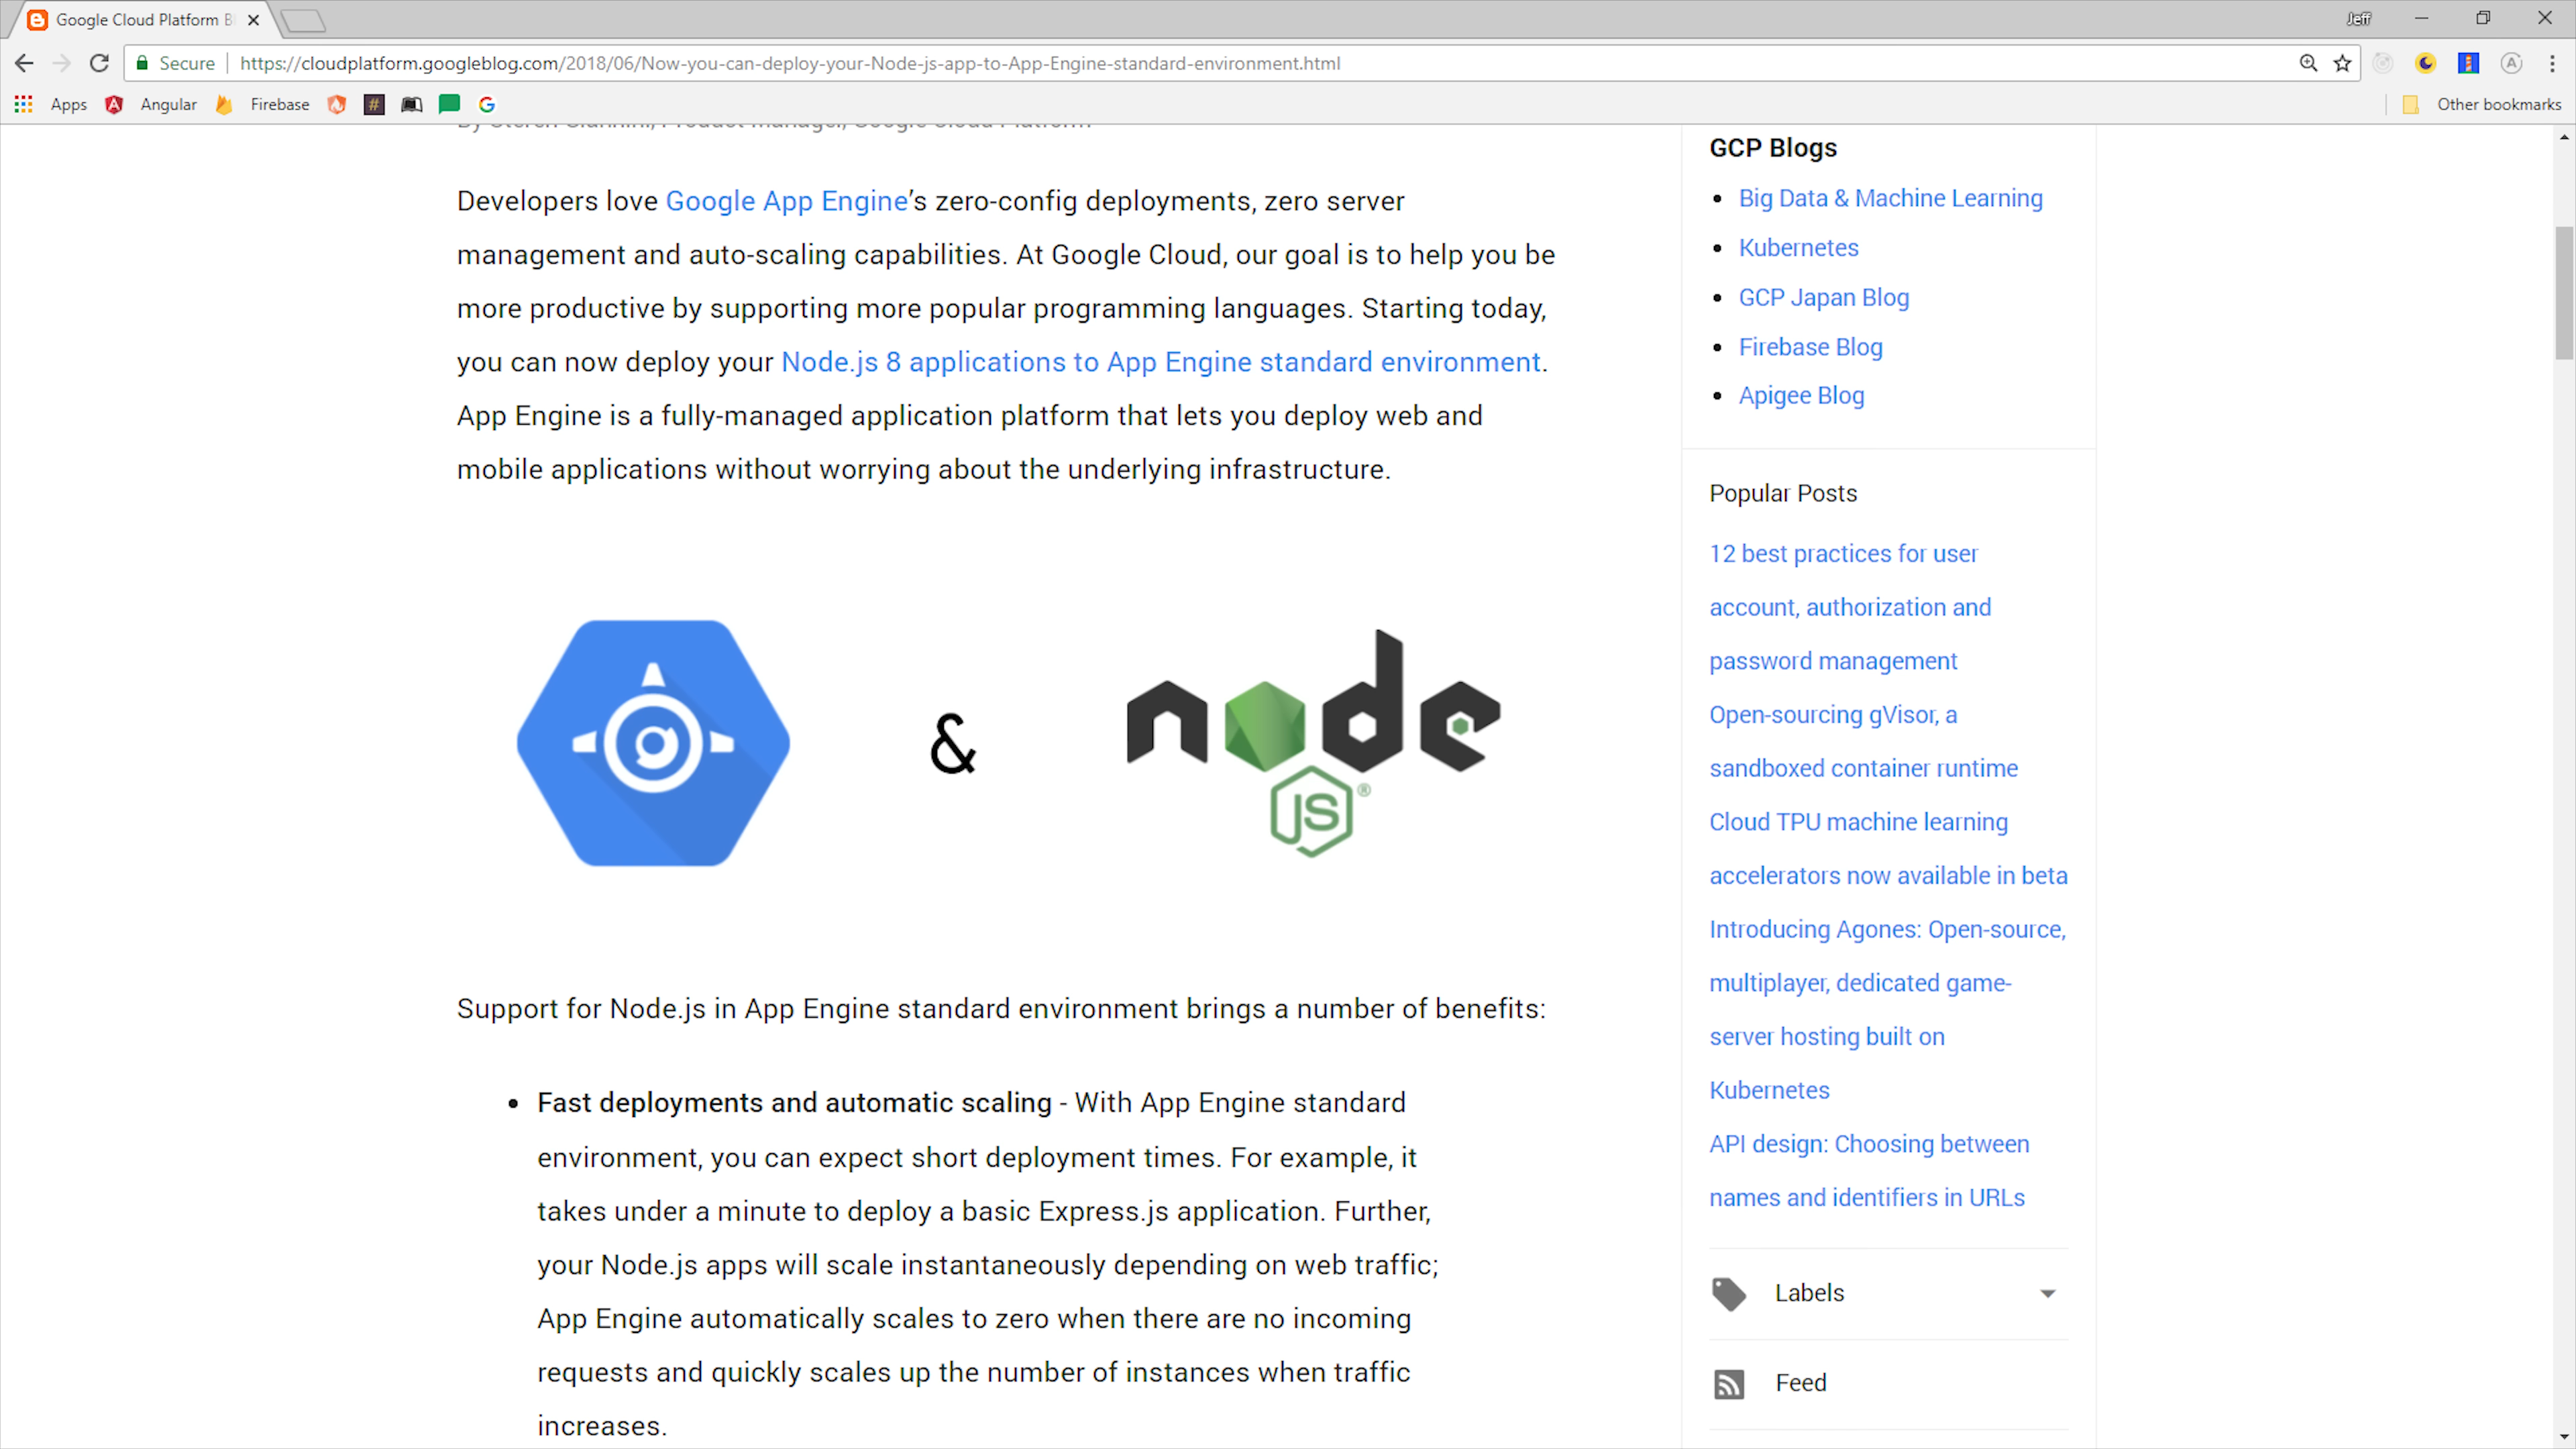 Google Cloud Platform B
Jeff
Secure
https://cloudplatform.googleblog.com/2018/06/Now-you-can-deploy-your-Node-js-app-to-App-Engine-standard-environment.html
Apps
Angular
Firebase
#
Other bookmarks
By Steren Giannini, Product Manager, Google Cloud Platform
Developers love Google App Engine’s zero-config deployments, zero server
management and auto-scaling capabilities. At Google Cloud, our goal is to help you be
more productive by supporting more popular programming languages. Starting today,
you can now deploy your Node.js 8 applications to App Engine standard environment.
App Engine is a fully-managed application platform that lets you deploy web and
mobile applications without worrying about the underlying infrastructure.
&
node
JS®
Support for Node.js in App Engine standard environment brings a number of benefits:
• Fast deployments and automatic scaling - With App Engine standard
environment, you can expect short deployment times. For example, it
takes under a minute to deploy a basic Express.js application. Further,
your Node.js apps will scale instantaneously depending on web traffic;
App Engine automatically scales to zero when there are no incoming
requests and quickly scales up the number of instances when traffic
increases.
GCP Blogs
• Big Data & Machine Learning
• Kubernetes
• GCP Japan Blog
• Firebase Blog
• Apigee Blog
Popular Posts
12 best practices for user
account, authorization and
password management
Open-sourcing gVisor, a
sandboxed container runtime
Cloud TPU machine learning
accelerators now available in beta
Introducing Agones: Open-source,
multiplayer, dedicated game-
server hosting built on
Kubernetes
API design: Choosing between
names and identifiers in URLs
Labels
Feed